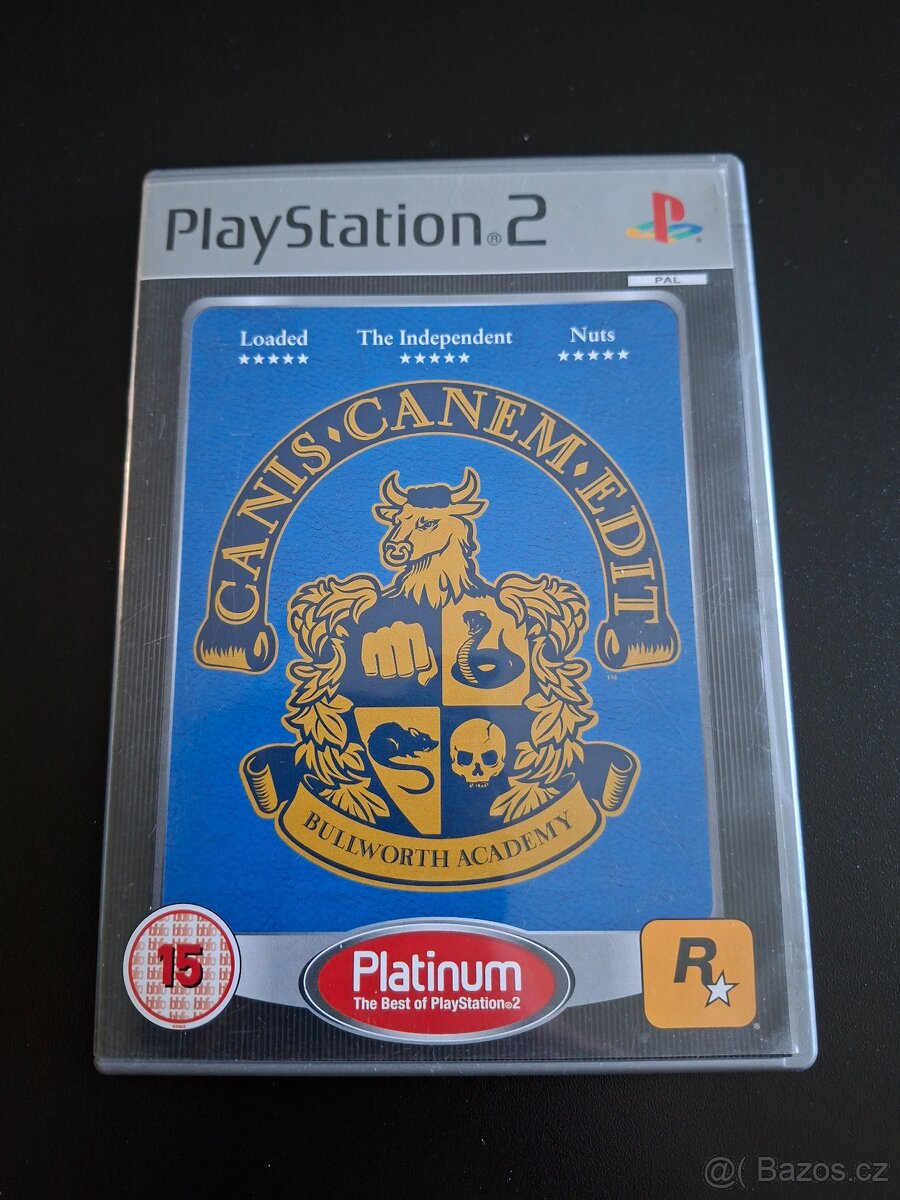 PlayStation®2
PAL
Loaded
The Independent
Nuts
CANIS · CANEM · EDIT
TM
BULLWORTH ACADEMY
15
Platinum
The Best of PlayStation®2
R
®
@( Bazos.cz